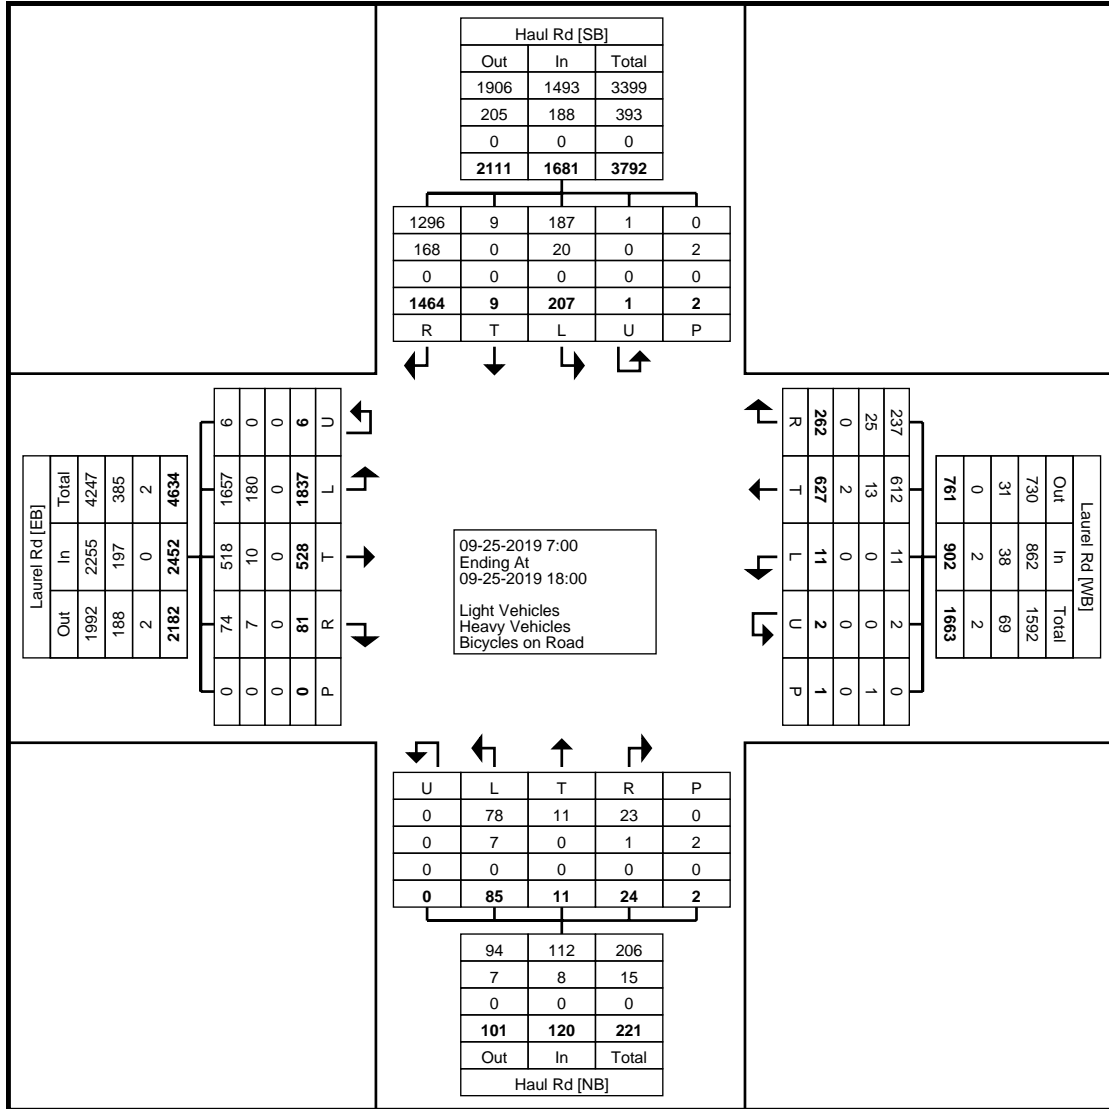 Haul Rd [SB]
Out In Total
1906 1493 3399
205 188 393
0 0 0
2111 1681 3792
1296 9 187 1 0
168 0 20 0 2
0 0 0 0 0
1464 9 207 1 2
R T L U P
Laurel Rd [EB]
Total 4247 385 2 4634
In 2255 197 0 2452
Out 1992 188 2 2182
6 0 0 6 U
1657 180 0 1837 L
518 10 0 528 T
74 7 0 81 R
0 0 0 0 P
09-25-2019 7:00
Ending At
09-25-2019 18:00
Light Vehicles
Heavy Vehicles
Bicycles on Road
R 262 0 25 237
T 627 2 13 612
L 11 0 0 11
U 2 0 0 2
P 1 0 1 0
761 0 31 730 Out
902 2 38 862 In
1663 2 69 1592 Total
Laurel Rd [WB]
U L T R P
0 78 11 23 0
0 7 0 1 2
0 0 0 0 0
0 85 11 24 2
94 112 206
7 8 15
0 0 0
101 120 221
Out In Total
Haul Rd [NB]